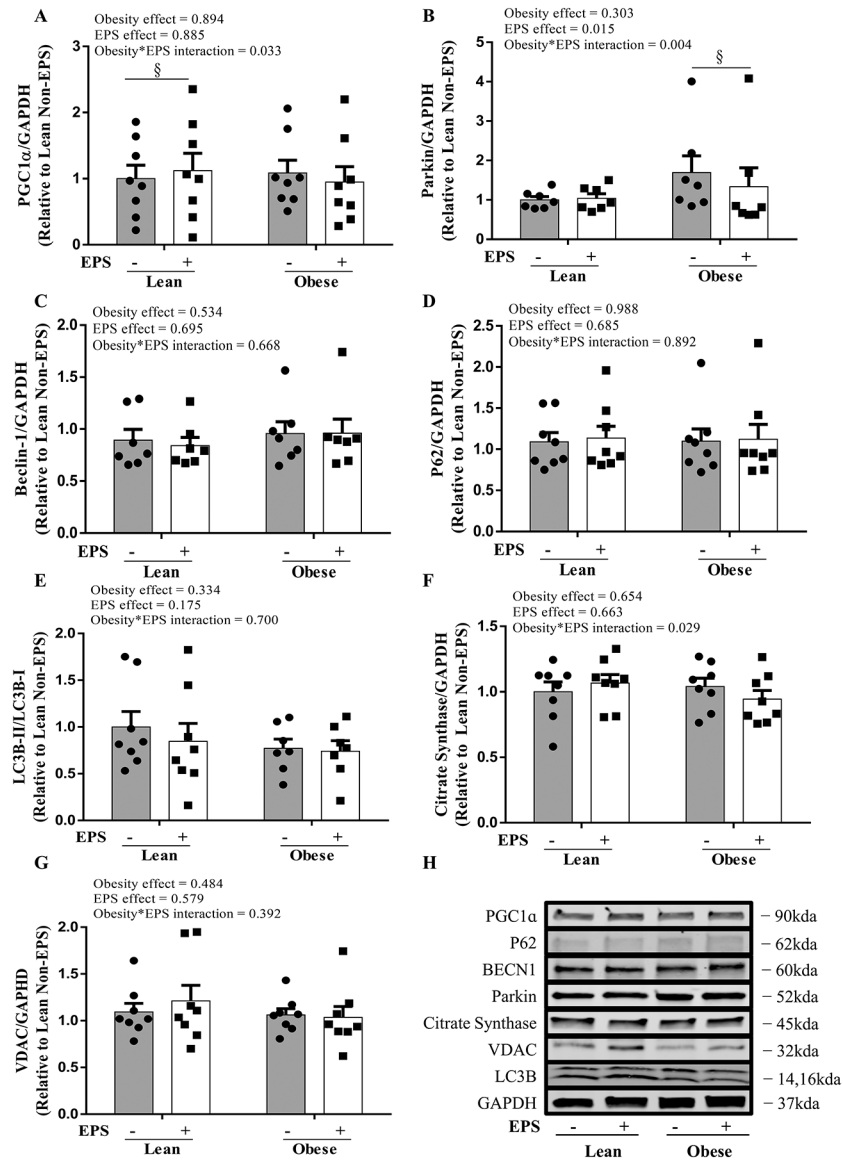 A
Obesity effect = 0.894
EPS effect = 0.885
Obesity*EPS interaction = 0.033
PGC1α/GAPDH
(Relative to Lean Non-EPS)
3
2
1
0
§
EPS - + - +
Lean Obese
B
Obesity effect = 0.303
EPS effect = 0.015
Obesity*EPS interaction = 0.004
Parkin/GAPDH
(Relative to Lean Non-EPS)
5
4
3
2
1
0
§
EPS - + - +
Lean Obese
C
Obesity effect = 0.534
EPS effect = 0.695
Obesity*EPS interaction = 0.668
Beclin-1/GAPDH
(Relative to Lean Non-EPS)
2.0
1.5
1.0
0.5
0.0
EPS - + - +
Lean Obese
D
Obesity effect = 0.988
EPS effect = 0.685
Obesity*EPS interaction = 0.892
P62/GAPDH
(Relative to Lean Non-EPS)
2.5
2.0
1.5
1.0
0.5
0.0
EPS - + - +
Lean Obese
E
Obesity effect = 0.334
EPS effect = 0.175
Obesity*EPS interaction = 0.700
LC3B-II/LC3B-I
(Relative to Lean Non-EPS)
2.0
1.5
1.0
0.5
0.0
EPS - + - +
Lean Obese
F
Obesity effect = 0.654
EPS effect = 0.663
Obesity*EPS interaction = 0.029
Citrate Synthase/GAPDH
(Relative to Lean Non-EPS)
1.5
1.0
0.5
0.0
EPS - + - +
Lean Obese
G
Obesity effect = 0.484
EPS effect = 0.579
Obesity*EPS interaction = 0.392
VDAC/GAPHD
(Relative to Lean Non-EPS)
2.0
1.5
1.0
0.5
0.0
EPS - + - +
Lean Obese
H
PGC1α – 90kda
P62 – 62kda
BECN1 – 60kda
Parkin – 52kda
Citrate Synthase – 45kda
VDAC – 32kda
LC3B – 14,16kda
GAPDH – 37kda
EPS - + - +
Lean Obese